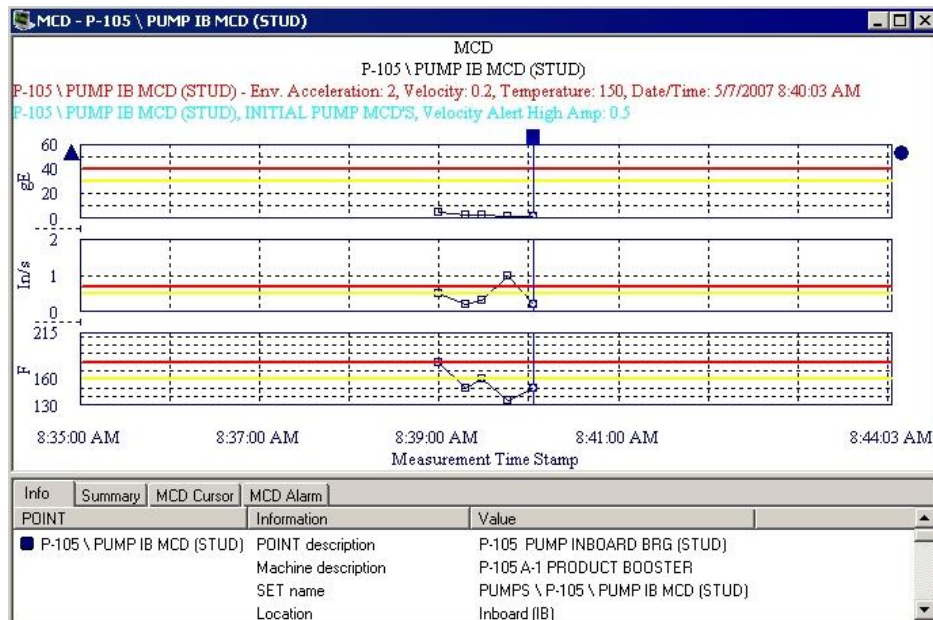 MCD - P-105 \ PUMP IB MCD (STUD)
MCD
P-105 \ PUMP IB MCD (STUD)
P-105 \ PUMP IB MCD (STUD) - Env. Acceleration: 2, Velocity: 0.2, Temperature: 150, Date/Time: 5/7/2007 8:40:03 AM
P-105 \ PUMP IB MCD (STUD), INITIAL PUMP MCD'S, Velocity Alert High Amp: 0.5
60
40
20
0
gE
2
1
0
In/s
215
160
130
F
8:35:00 AM 8:37:00 AM 8:39:00 AM 8:41:00 AM 8:44:03 AM
Measurement Time Stamp
Info Summary MCD Cursor MCD Alarm
POINT Information Value
P-105 \ PUMP IB MCD (STUD) POINT description P-105 PUMP INBOARD BRG (STUD)
Machine description P-105 A-1 PRODUCT BOOSTER
SET name PUMPS \ P-105 \ PUMP IB MCD (STUD)
Location Inboard (IB)